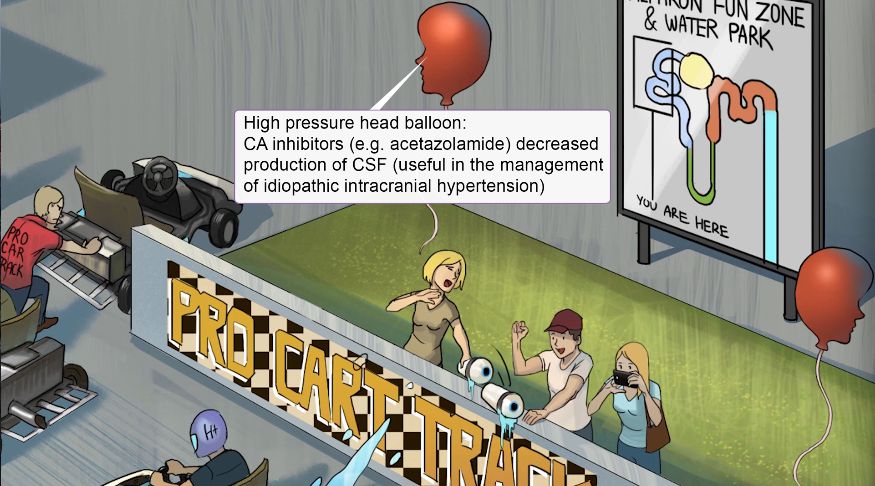 FUN ZONE
& WATER PARK
High pressure head balloon:
CA inhibitors (e.g. acetazolamide) decreased
production of CSF (useful in the management
of idiopathic intracranial hypertension)
YOU ARE HERE
PRO
CAR
TRACK
PRO CART TRACK
H+